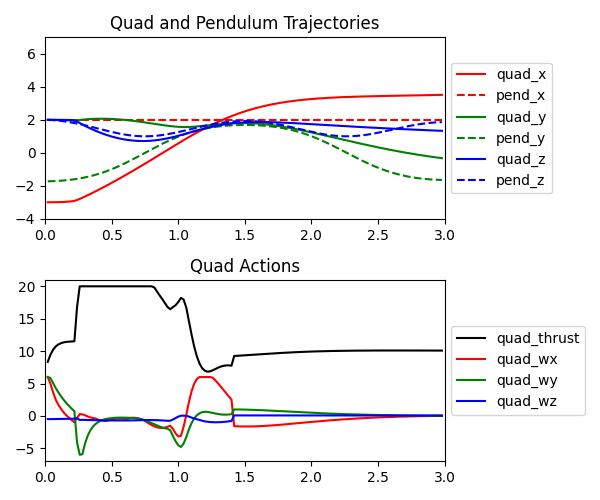 Quad and Pendulum Trajectories
6
4
2
0
−2
−4
0.0 0.5 1.0 1.5 2.0 2.5 3.0
quad_x
pend_x
quad_y
pend_y
quad_z
pend_z
Quad Actions
20
15
10
5
0
−5
0.0 0.5 1.0 1.5 2.0 2.5 3.0
quad_thrust
quad_wx
quad_wy
quad_wz